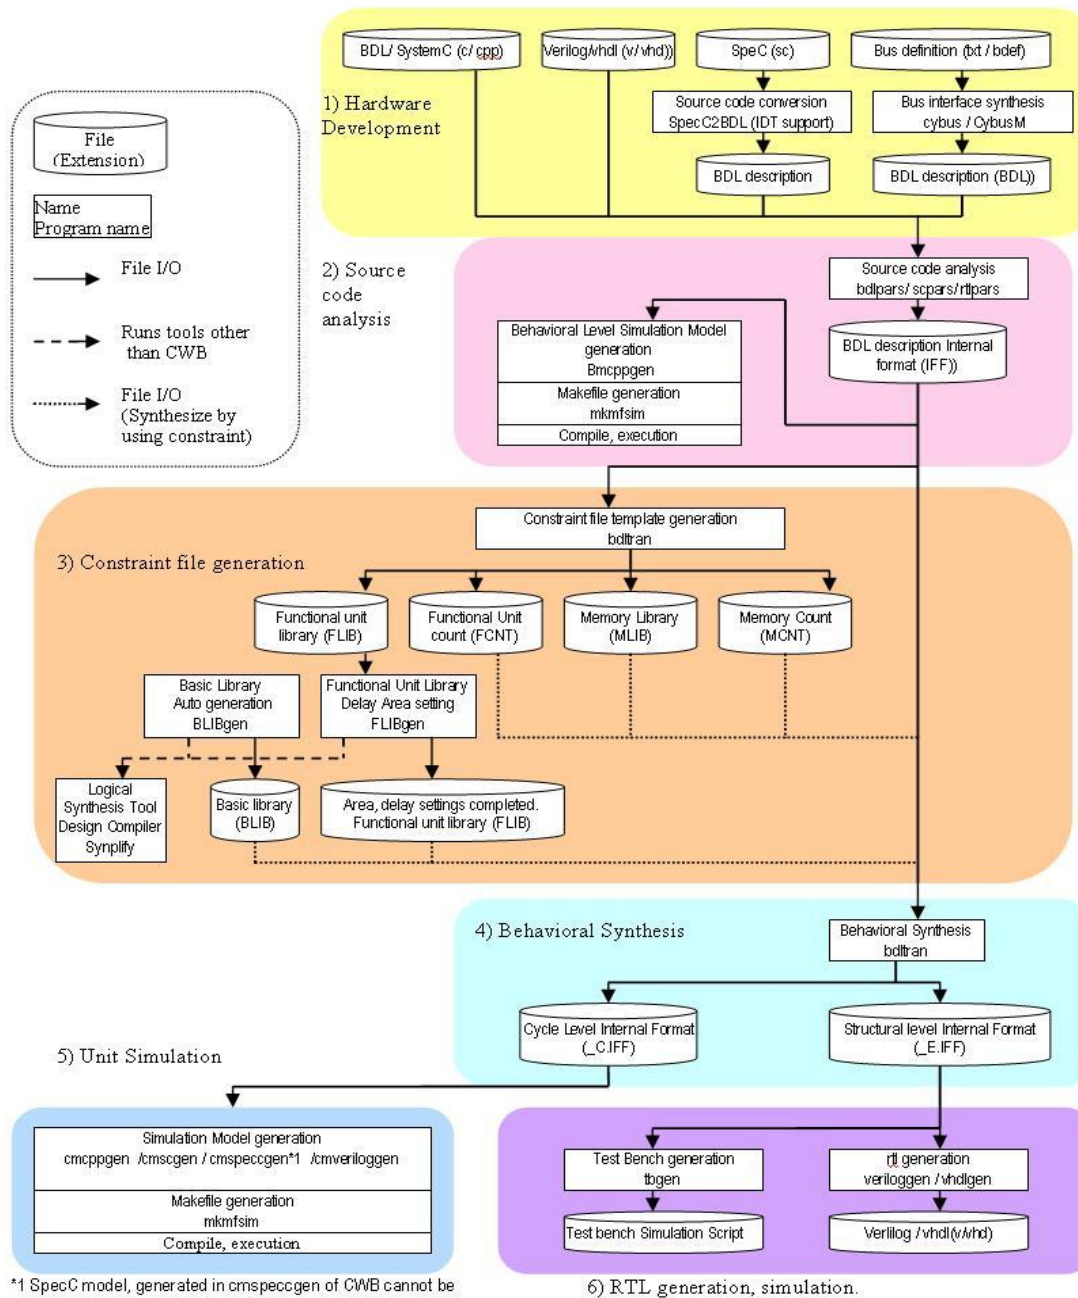 BDL/ SystemC (c/ cpp)
Verilog/vhdl (v/ vhd))
SpeC (sc)
Bus definition (txt / bdef)
1) Hardware
Development
Source code conversion
SpecC2BDL (IDT support)
Bus interface synthesis
cybus / CybusM
BDL description
BDL description (BDL))
File
(Extension)
Name
Program name
File I/O
Runs tools other
than CWB
File I/O
(Synthesize by
using constraint)
2) Source
code
analysis
Source code analysis
bdlpars/ scpars/rtlpars
Behavioral Level Simulation Model
generation
Bmcppgen
Makefile generation
mkmfsim
Compile, execution
BDL description Internal
format (IFF))
Constraint file template generation
bdltran
3) Constraint file generation
Functional unit
library (FLIB)
Functional Unit
count (FCNT)
Memory Library
(MLIB)
Memory Count
(MCNT)
Basic Library
Auto generation
BLIBgen
Functional Unit Library
Delay Area setting
FLIBgen
Logical
Synthesis Tool
Design Compiler
Synplify
Basic library
(BLIB)
Area, delay settings completed.
Functional unit library (FLIB)
4) Behavioral Synthesis
Behavioral Synthesis
bdltran
Cycle Level Internal Format
(_C.IFF)
Structural level Internal Format
(_E.IFF)
5) Unit Simulation
Simulation Model generation
cmcppgen /cmscgen / cmspeccgen*1 /cmveriloggen
Makefile generation
mkmfsim
Compile, execution
Test Bench generation
tbgen
rtl generation
veriloggen / vhdlgen
Test bench Simulation Script
Verilog / vhdl(v/vhd)
*1 SpecC model, generated in cmspeccgen of CWB cannot be
6) RTL generation, simulation.